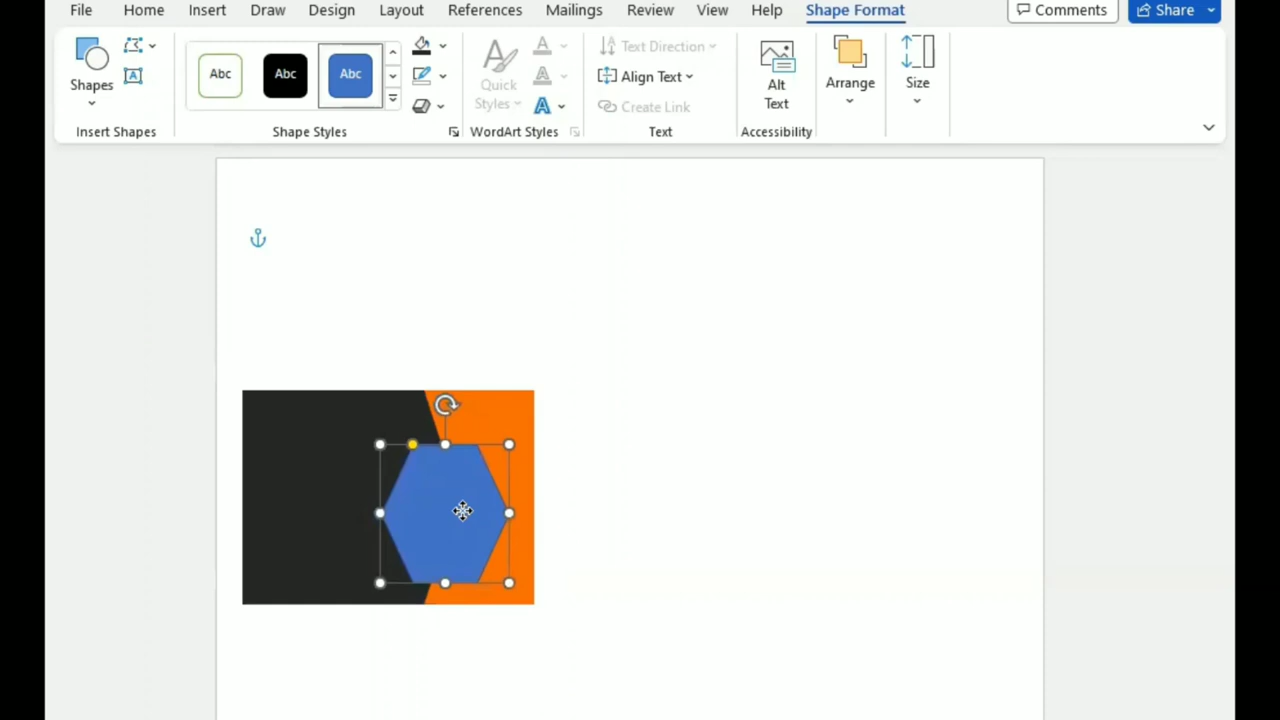 File Home Insert Draw Design Layout References Mailings Review View Help Shape Format Comments Share
Shapes
Insert Shapes
Abc Abc Abc
Shape Styles
A
Quick
Styles
A
A
A
WordArt Styles
Text Direction
Align Text
Create Link
Text
Alt
Text
Accessibility
Arrange
Size